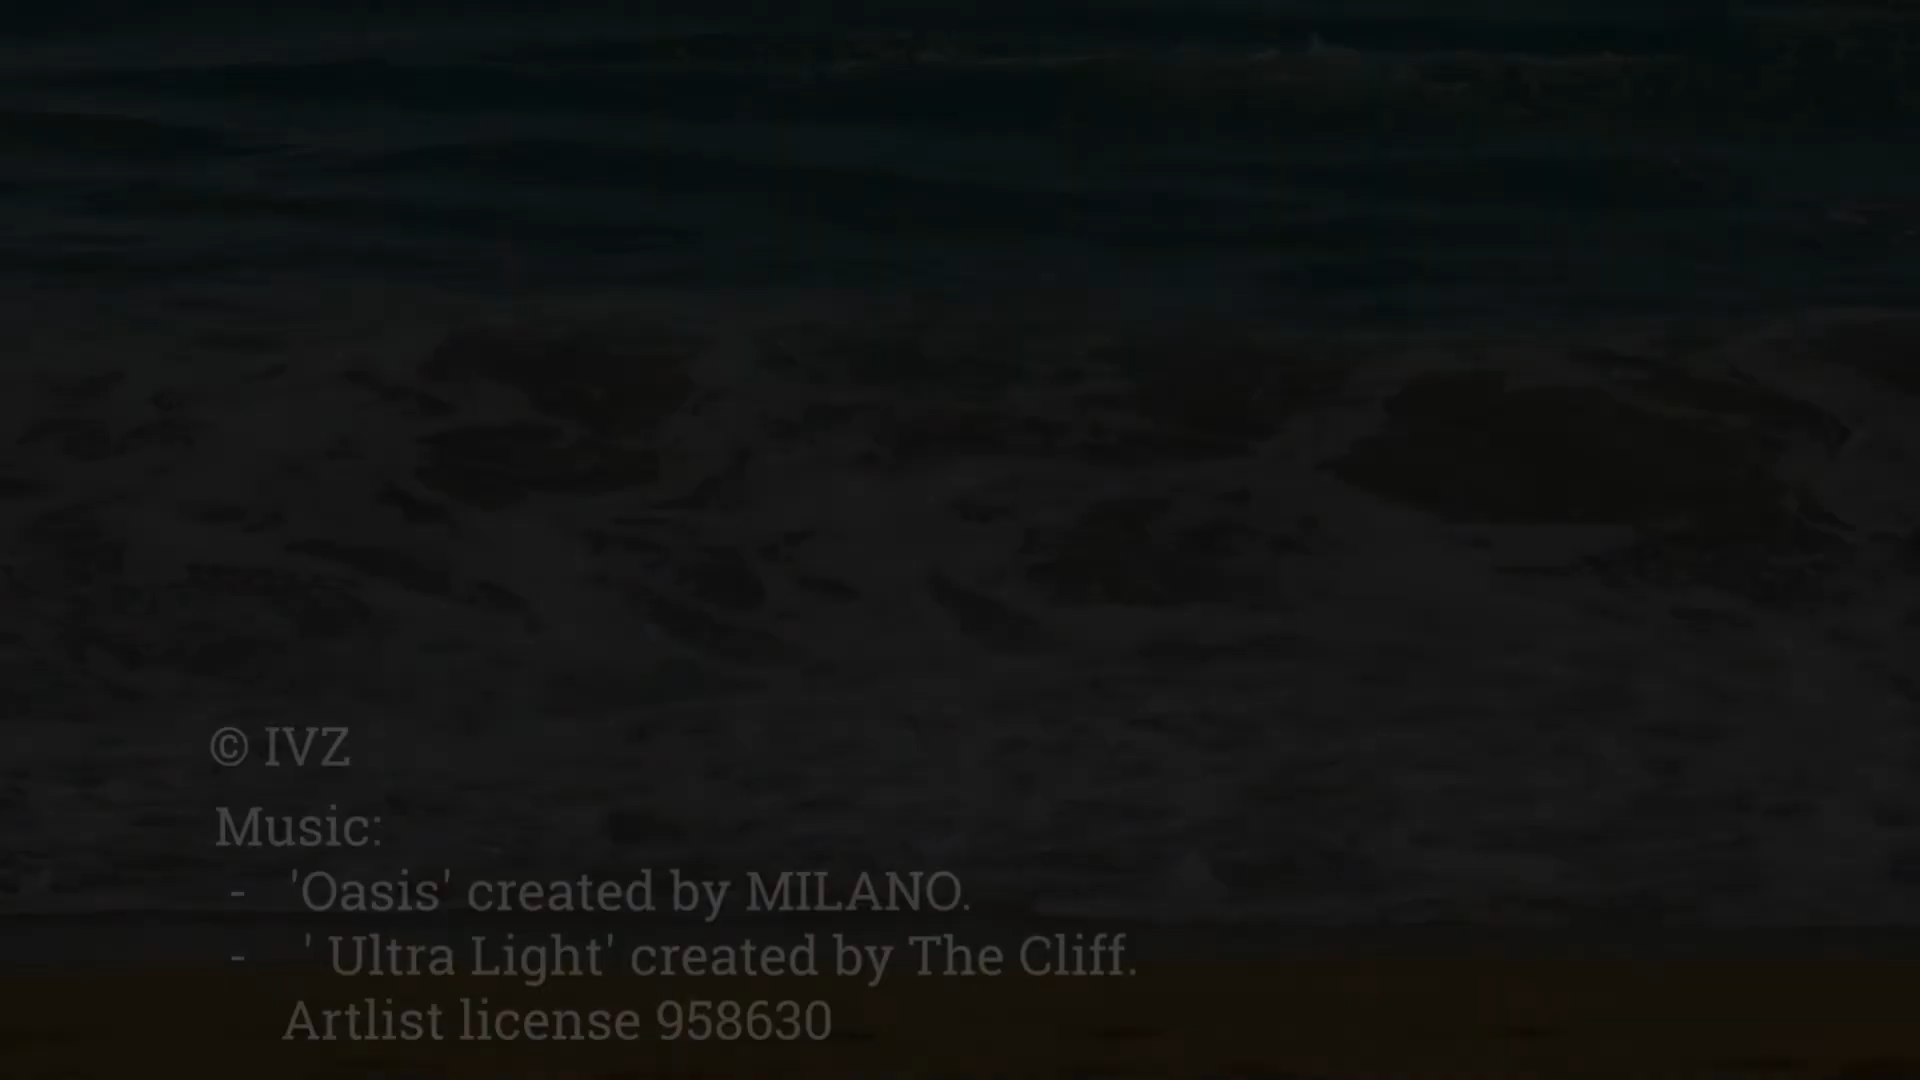 © IVZ
Music:
- 'Oasis' created by MILANO.
- ' Ultra Light' created by The Cliff.
Artlist license 958630